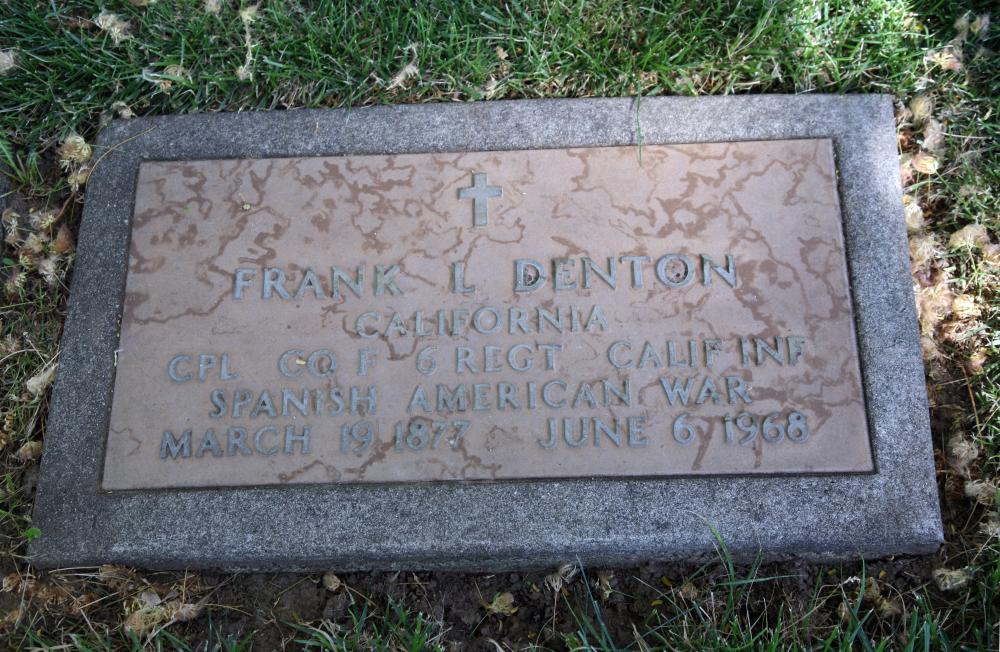 FRANK L DENTON
CALIFORNIA
CPL CO F 6 REGT CALIF INF
SPANISH AMERICAN WAR
MARCH 19 1877 JUNE 6 1968